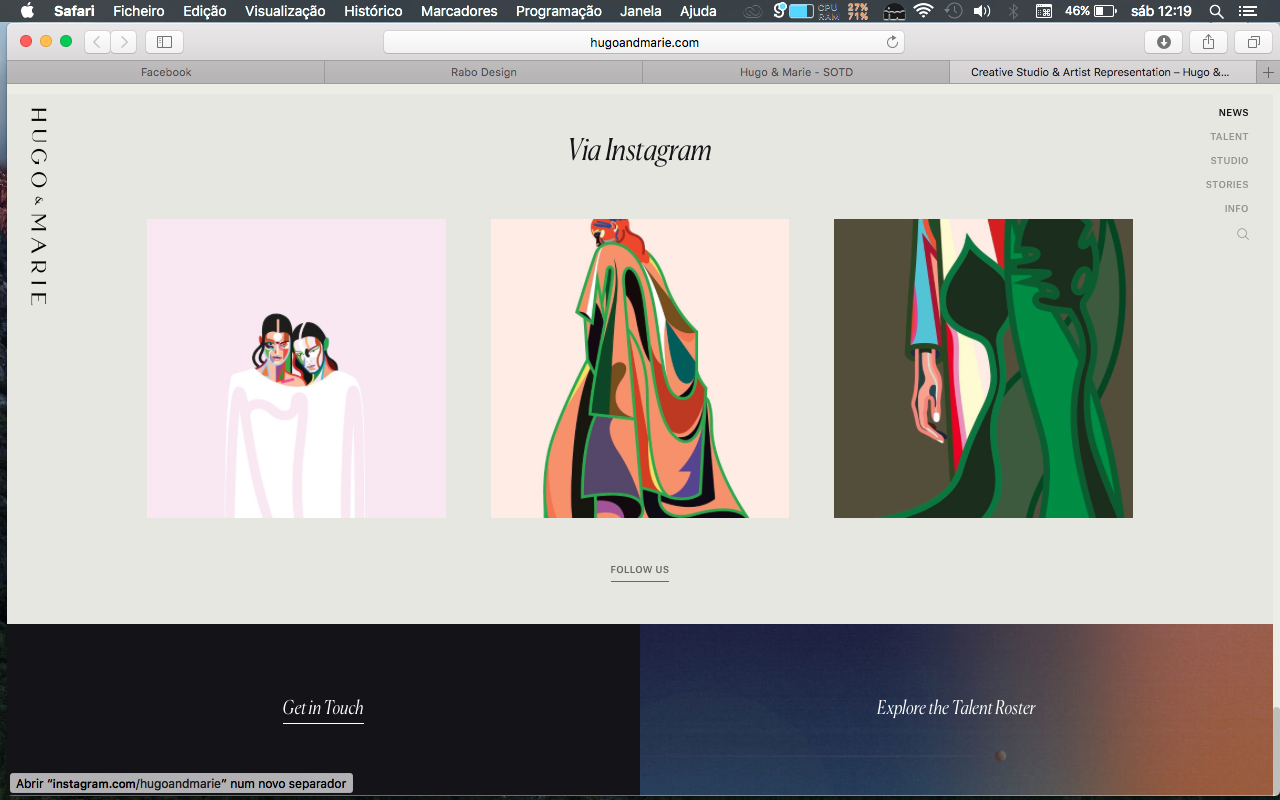 Safari Ficheiro Edição Visualização Histórico Marcadores Programação Janela Ajuda CPU RAM 27% 71% 46% sáb 12:19
hugoandmarie.com
Facebook
Rabo Design
Hugo & Marie - SOTD
Creative Studio & Artist Representation – Hugo &...
HUGO & MARIE
NEWS
TALENT
STUDIO
STORIES
INFO
Via Instagram
FOLLOW US
Get in Touch
Explore the Talent Roster
Abrir “instagram.com/hugoandmarie” num novo separador